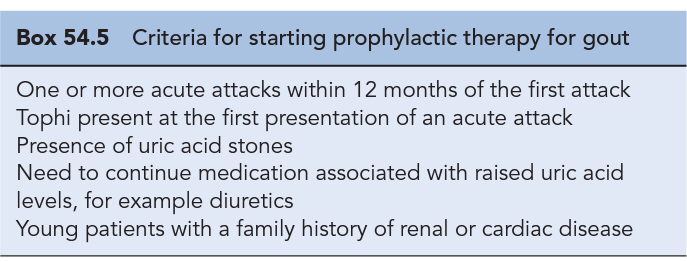 Box 54.5 Criteria for starting prophylactic therapy for gout
One or more acute attacks within 12 months of the first attack
Tophi present at the first presentation of an acute attack
Presence of uric acid stones
Need to continue medication associated with raised uric acid
levels, for example diuretics
Young patients with a family history of renal or cardiac disease